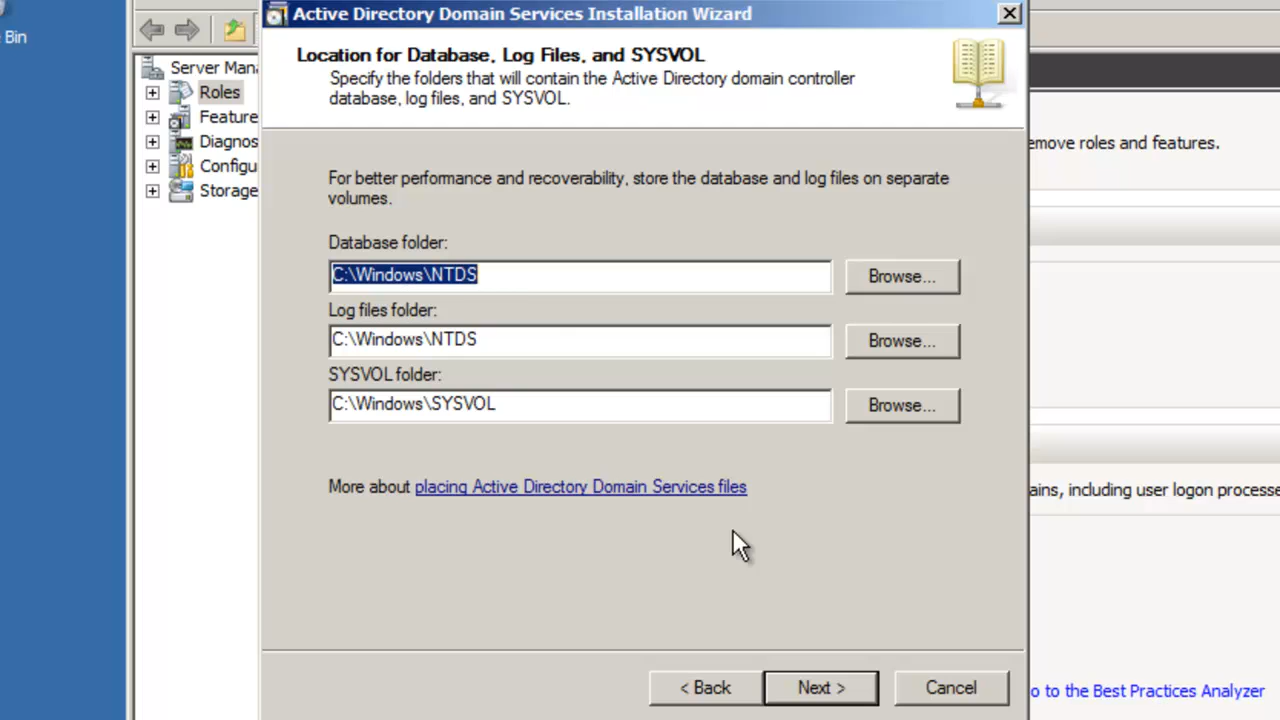 Active Directory Domain Services Installation Wizard
Bin
Location for Database, Log Files, and SYSVOL
Specify the folders that will contain the Active Directory domain controller
database, log files, and SYSVOL.
Server Man
Roles
Feature
Diagnos
Configu
Storage
emove roles and features.
For better performance and recoverability, store the database and log files on separate
volumes.
Database folder:
C:\Windows\NTDS
Browse...
Log files folder:
C:\Windows\NTDS
Browse...
SYSVOL folder:
C:\Windows\SYSVOL
Browse...
More about placing Active Directory Domain Services files
ains, including user logon processe
< Back
Next >
Cancel
o to the Best Practices Analyzer